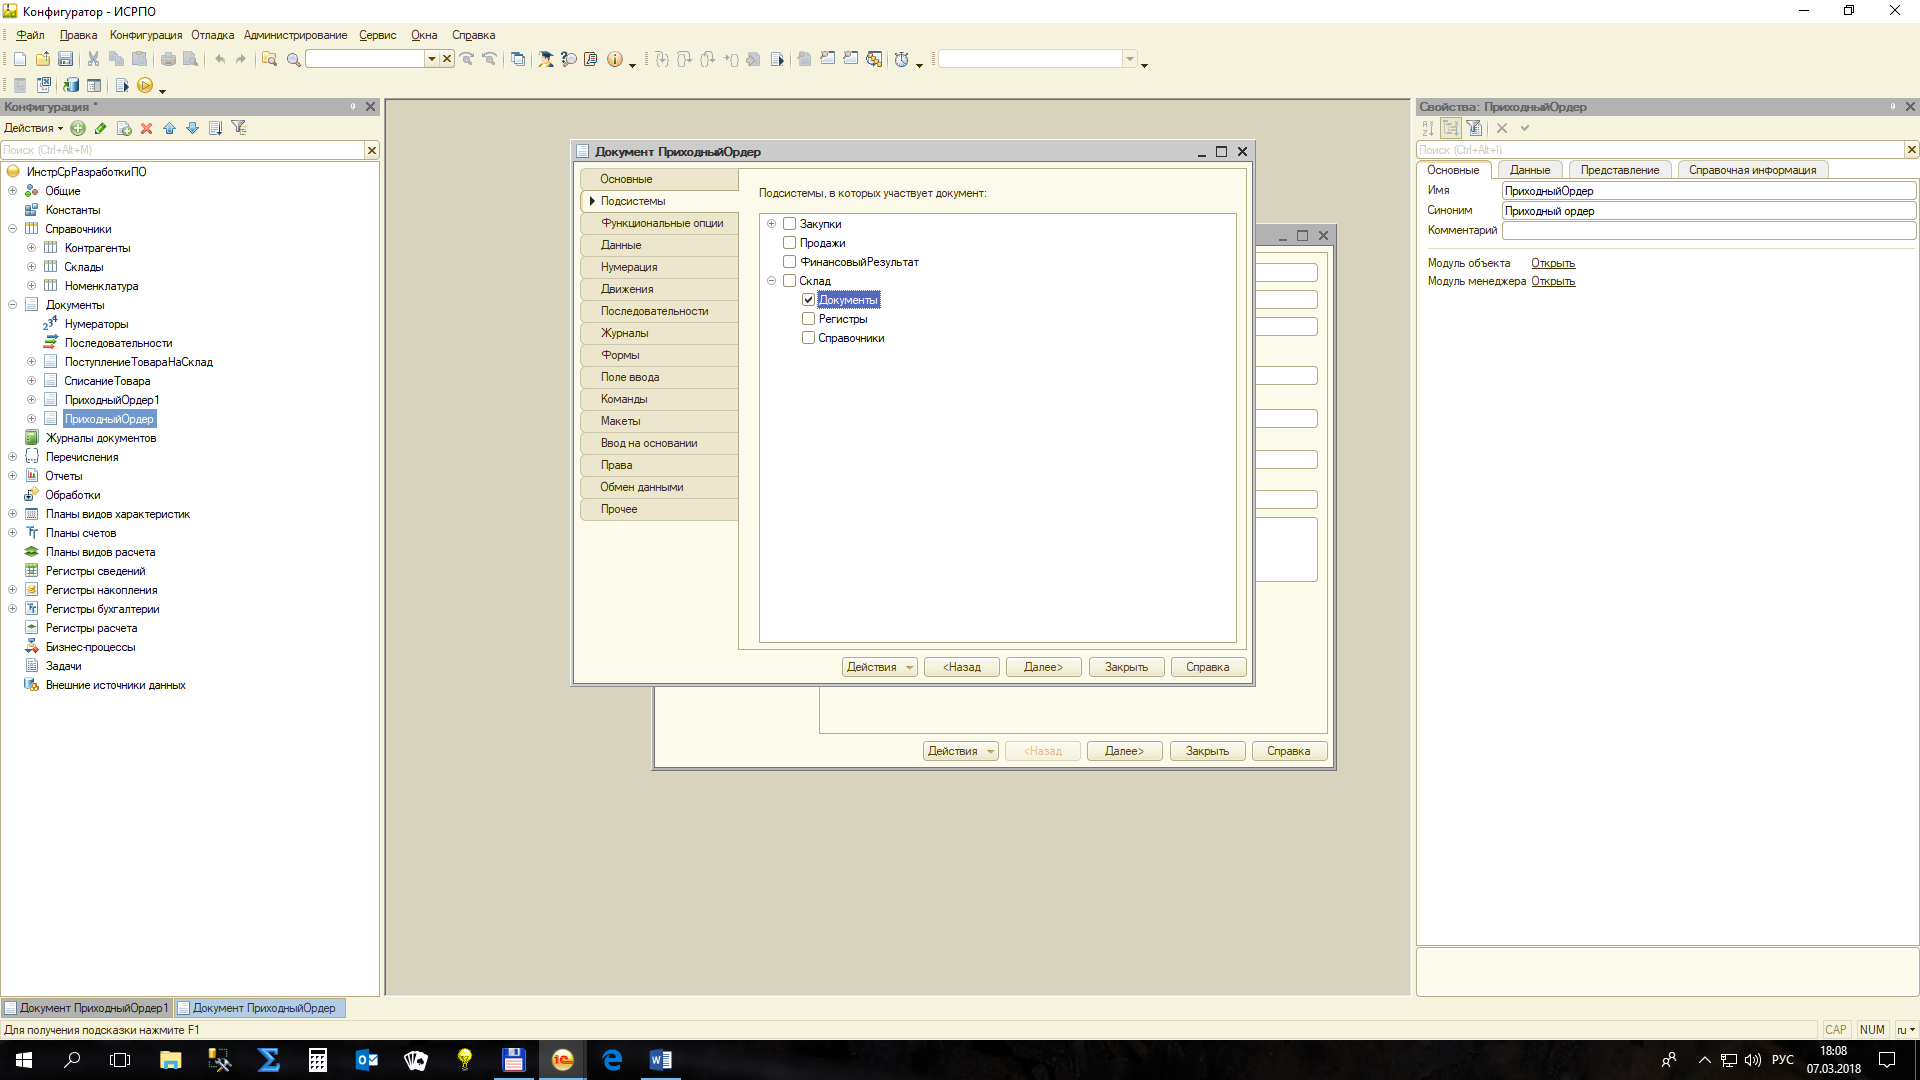 Конфигуратор - ИСРПО
Файл Правка Конфигурация Отладка Администрирование Сервис Окна Справка
Конфигурация *
Действия
Поиск (Ctrl+Alt+M)
ИнстрСрРазработкиПО
Общие
Константы
Справочники
Контрагенты
Склады
Номенклатура
Документы
Нумераторы
Последовательности
ПоступлениеТовараНаСклад
СписаниеТовара
ПриходныйОрдер1
ПриходныйОрдер
Журналы документов
Перечисления
Отчеты
Обработки
Планы видов характеристик
Планы счетов
Планы видов расчета
Регистры сведений
Регистры накопления
Регистры бухгалтерии
Регистры расчета
Бизнес-процессы
Задачи
Внешние источники данных
Документ ПриходныйОрдер
Основные
Подсистемы
Функциональные опции
Данные
Нумерация
Движения
Последовательности
Журналы
Формы
Поле ввода
Команды
Макеты
Ввод на основании
Права
Обмен данными
Прочее
Подсистемы, в которых участвует документ:
Закупки
Продажи
ФинансовыйРезультат
Склад
Документы
Регистры
Справочники
Действия <Назад Далее> Закрыть Справка
Действия <Назад Далее> Закрыть Справка
Свойства: ПриходныйОрдер
Поиск (Ctrl+Alt+I)
Основные Данные Представление Справочная информация
Имя ПриходныйОрдер
Синоним Приходный ордер
Комментарий
Модуль объекта Открыть
Модуль менеджера Открыть
Документ ПриходныйОрдер1 Документ ПриходныйОрдер
Для получения подсказки нажмите F1
CAP NUM ru
РУС
18:08
07.03.2018